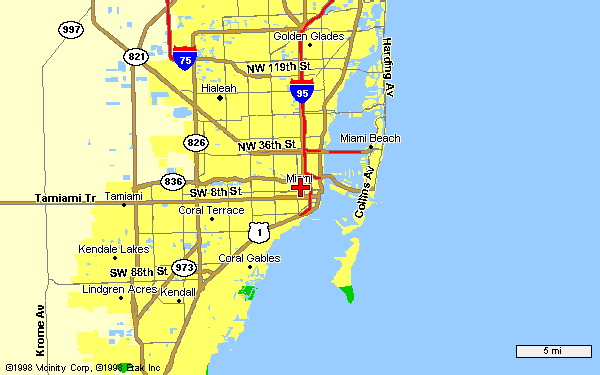 997
Golden Glades
821
75
NW 119th St
Harding Av
Hialeah
95
826
NW 36th St
Miami Beach
836
Miami
SW 8th St
Tamiami Tr
Tamiami
Collins Av
Coral Terrace
1
Kendale Lakes
Coral Gables
SW 88th St
973
Lindgren Acres
Kendall
Krome Av
5 mi
©1998 Vicinity Corp, ©1998 Etak Inc